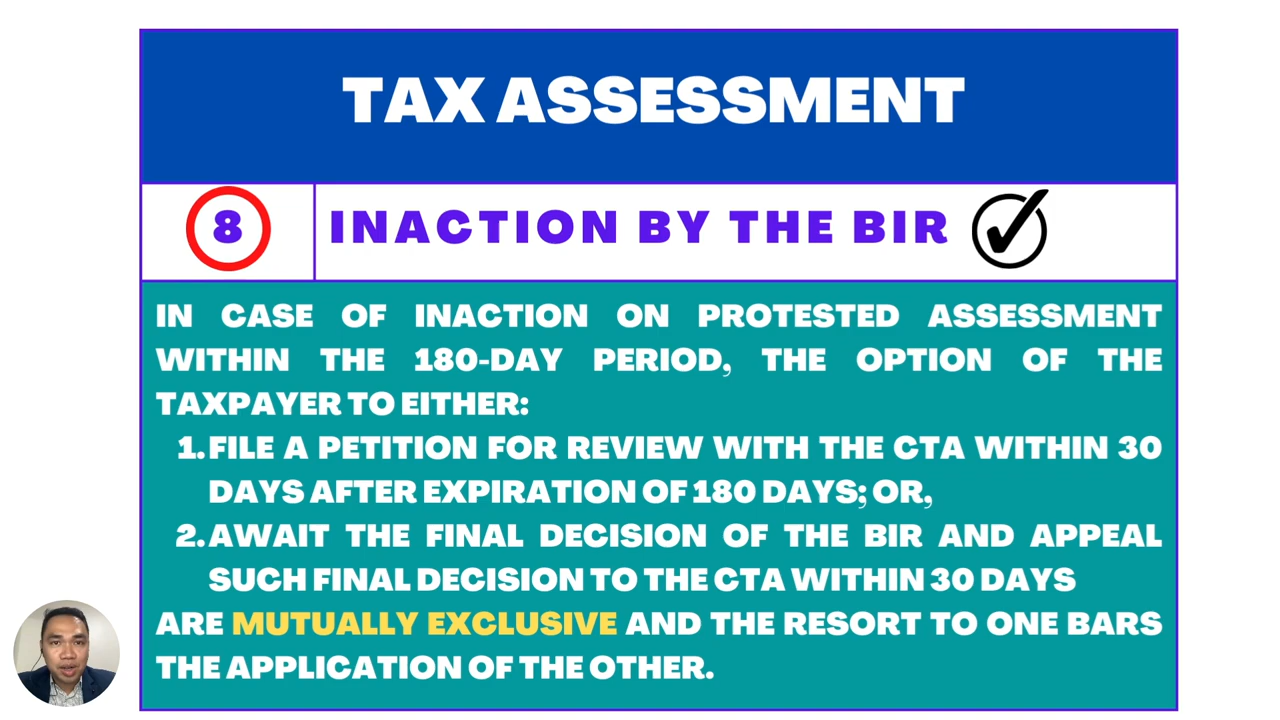 TAX ASSESSMENT
8
INACTION BY THE BIR
IN CASE OF INACTION ON PROTESTED ASSESSMENT
WITHIN THE 180-DAY PERIOD, THE OPTION OF THE
TAXPAYER TO EITHER:
1. FILE A PETITION FOR REVIEW WITH THE CTA WITHIN 30
DAYS AFTER EXPIRATION OF 180 DAYS; OR,
2. AWAIT THE FINAL DECISION OF THE BIR AND APPEAL
SUCH FINAL DECISION TO THE CTA WITHIN 30 DAYS
ARE MUTUALLY EXCLUSIVE AND THE RESORT TO ONE BARS
THE APPLICATION OF THE OTHER.